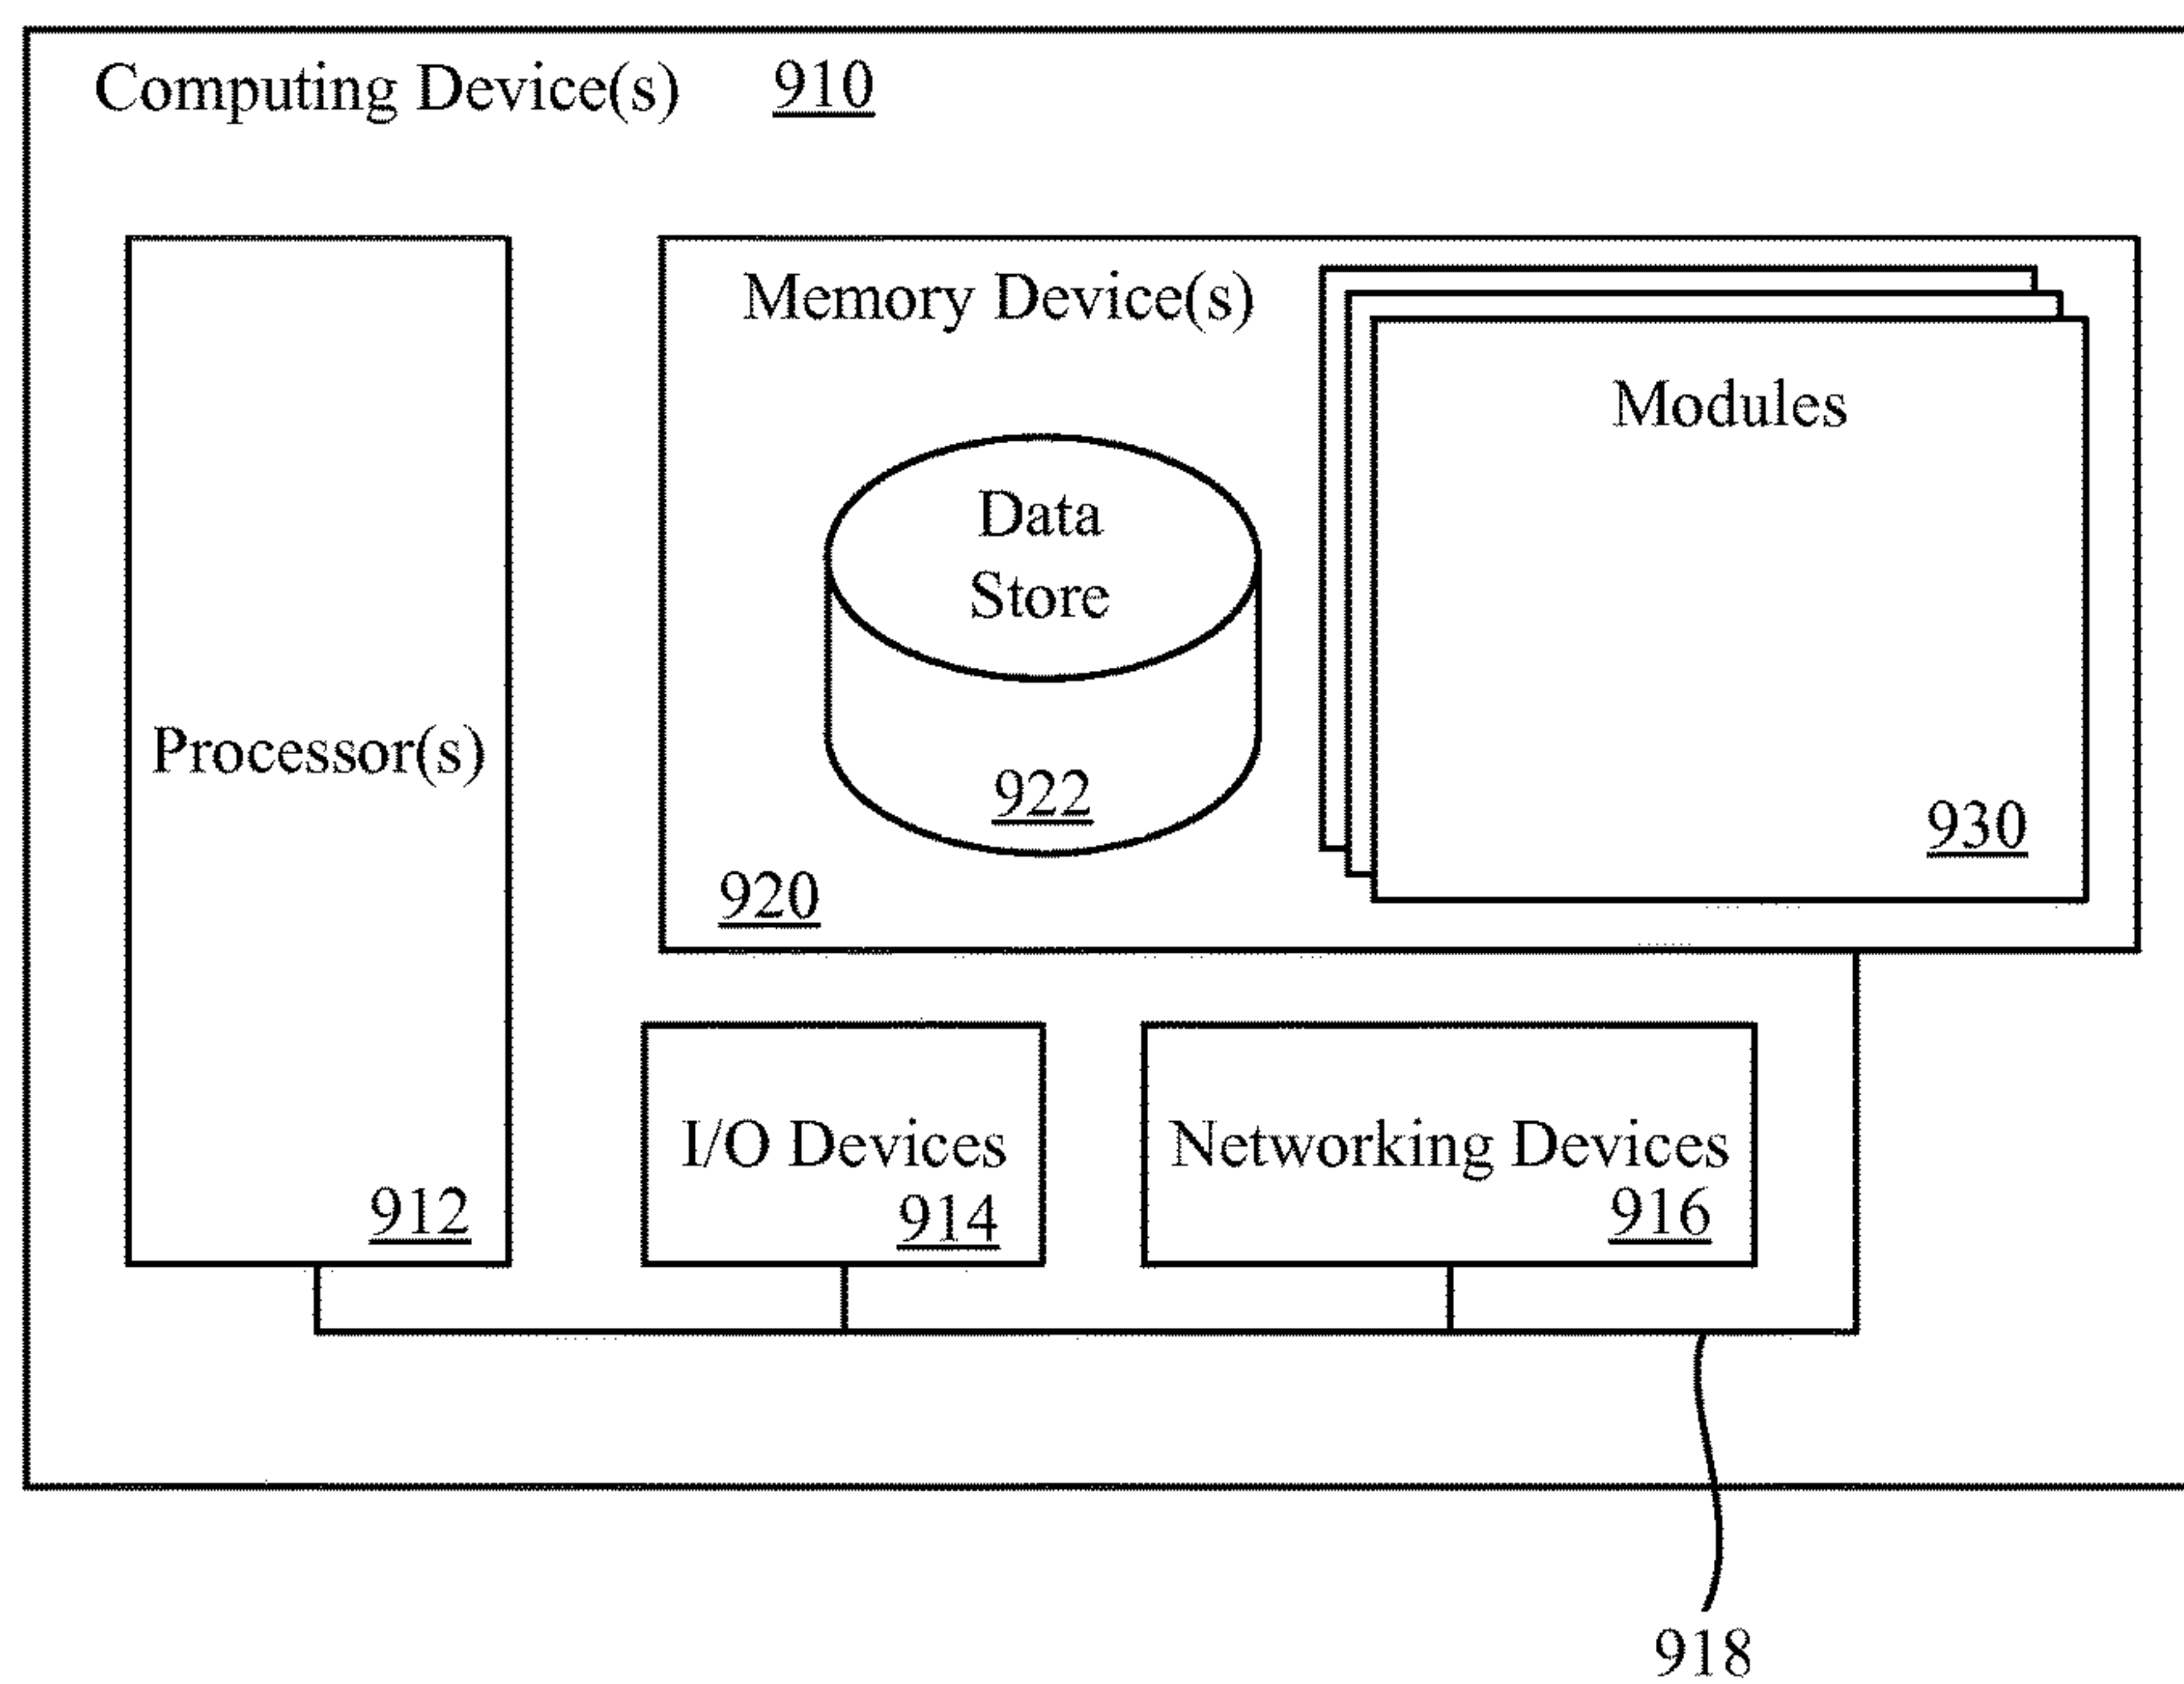 Computing Device(s) 910
Memory Device(s)
Modules
Data
Store
Processor(s)
922
930
920
I/O Devices
Networking Devices
912
914
916
918